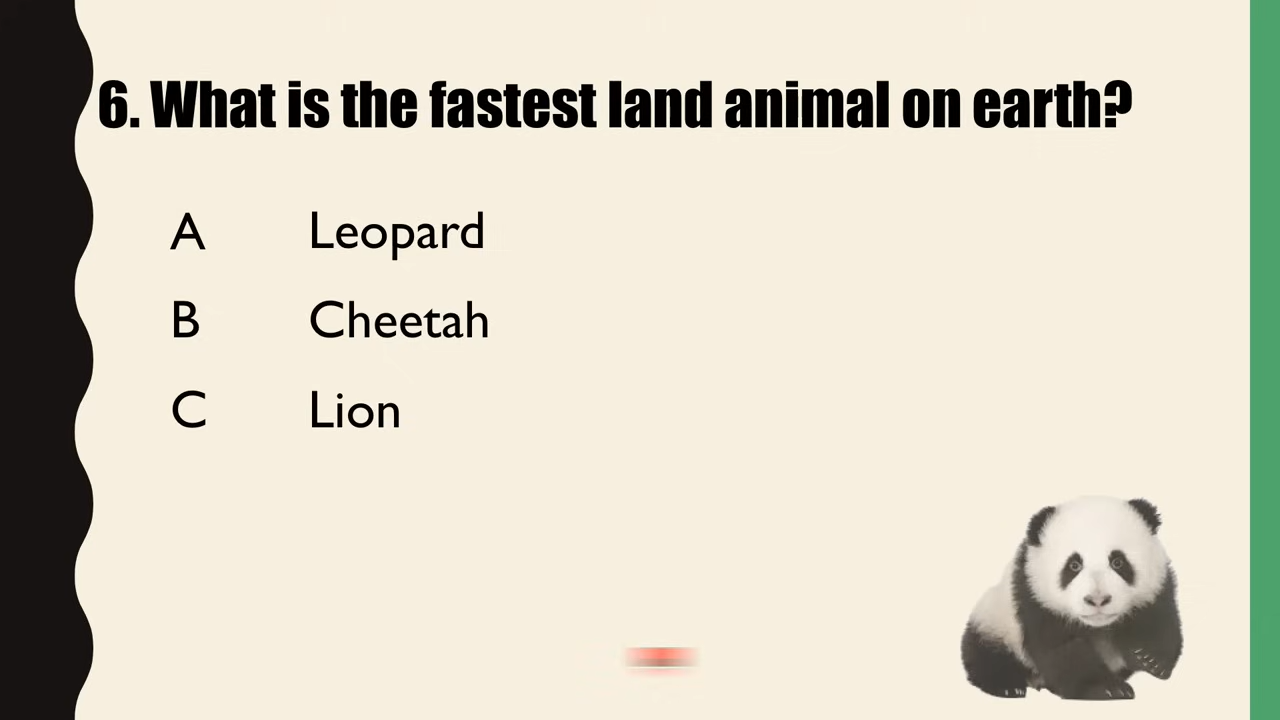 6. What is the fastest land animal on earth?
A Leopard
B Cheetah
C Lion